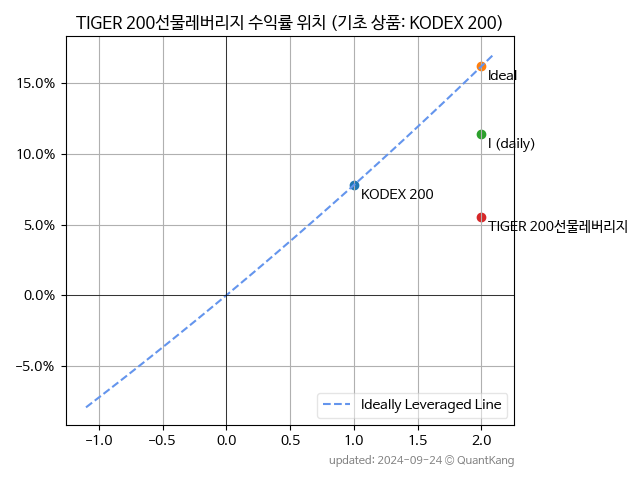 TIGER 200선물레버리지 수익률 위치 (기초 상품: KODEX 200)
15.0%
10.0%
5.0%
0.0%
−5.0%
Ideal
I (daily)
KODEX 200
TIGER 200선물레버리지
Ideally Leveraged Line
−1.0 −0.5 0.0 0.5 1.0 1.5 2.0
updated: 2024-09-24 © QuantKang